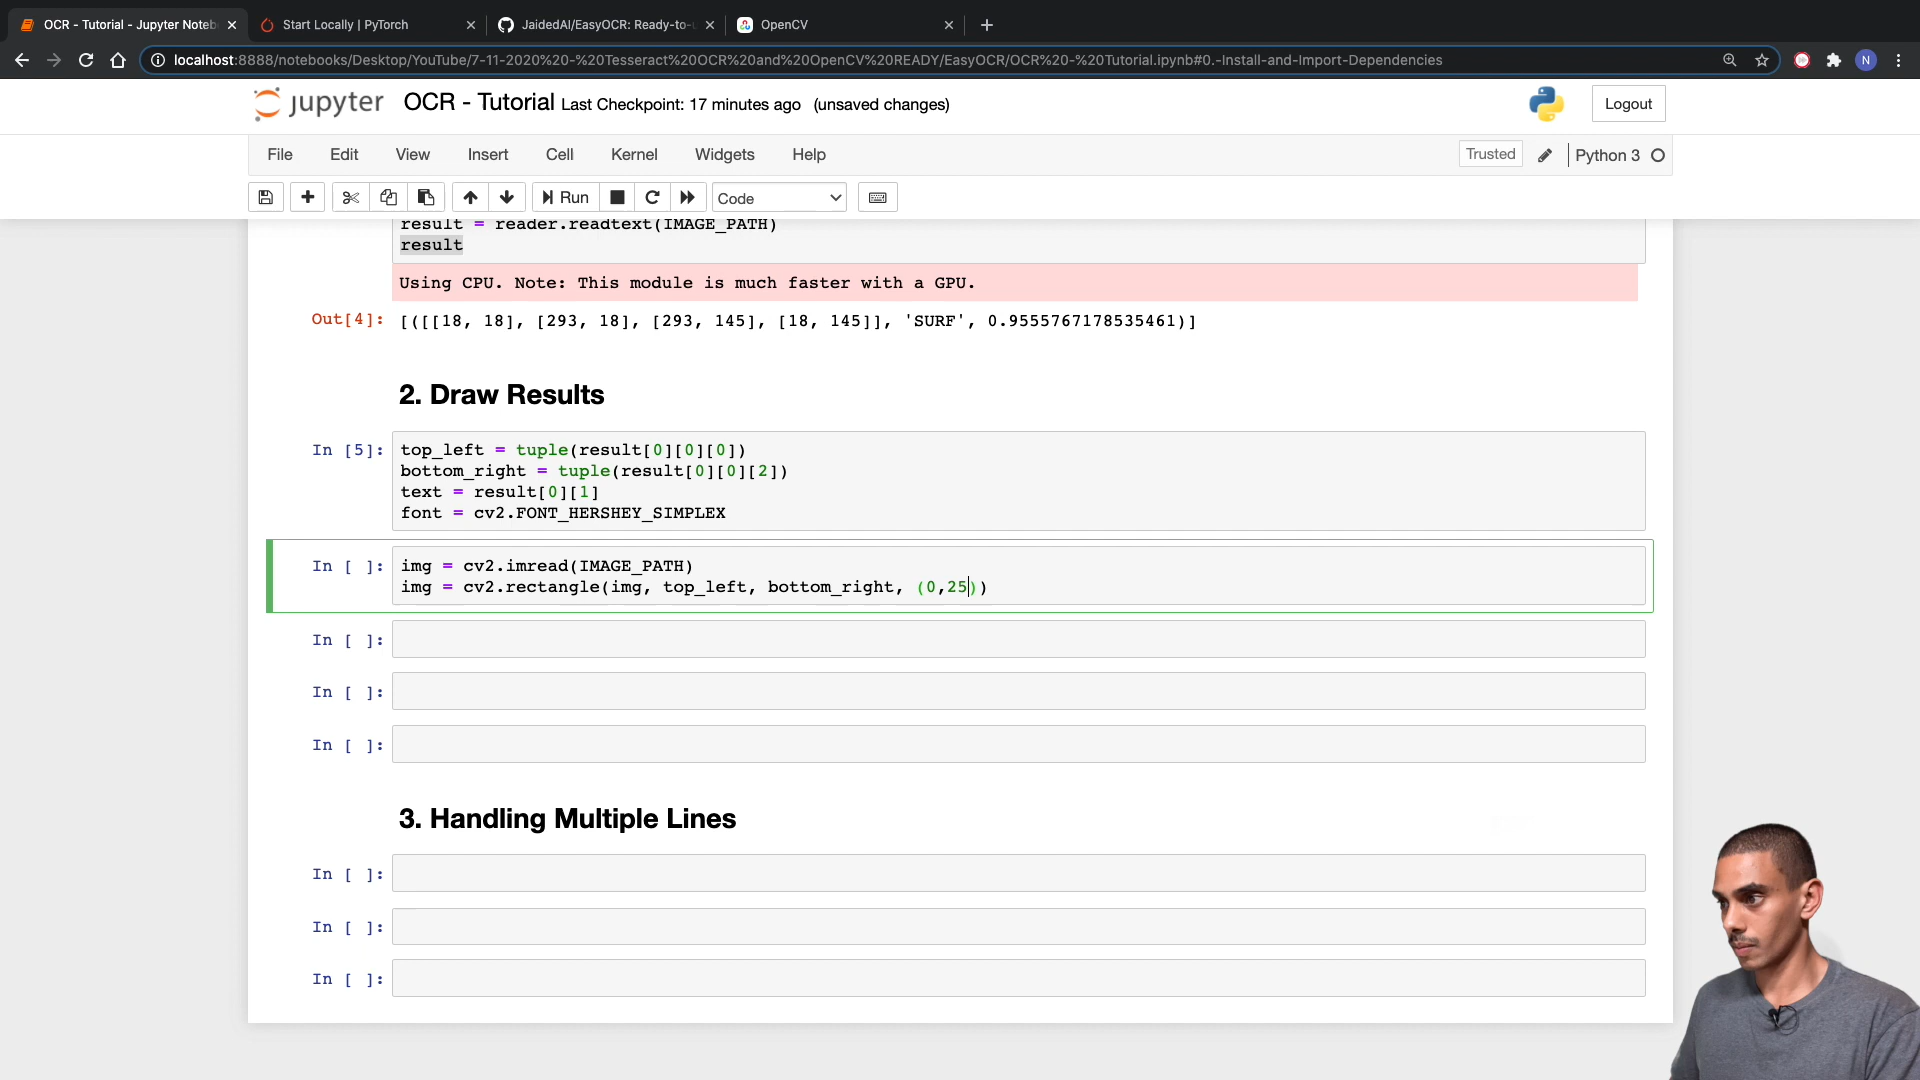 OCR - Tutorial - Jupyter Noteb
Start Locally | PyTorch
JaidedAI/EasyOCR: Ready-to-u
OpenCV
localhost:8888/notebooks/Desktop/YouTube/7-11-2020%20-%20Tesseract%20OCR%20and%20OpenCV%20READY/EasyOCR/OCR%20-%20Tutorial.ipynb#0.-Install-and-Import-Dependencies
N
jupyter OCR - Tutorial Last Checkpoint: 17 minutes ago (unsaved changes)
Logout
File Edit View Insert Cell Kernel Widgets Help
Trusted
Python 3
Run
Code
result = reader.readtext(IMAGE_PATH)
result
Using CPU. Note: This module is much faster with a GPU.
Out[4]: [([[18, 18], [293, 18], [293, 145], [18, 145]], 'SURF', 0.9555767178535461)]
2. Draw Results
In [5]: top_left = tuple(result[0][0][0])
bottom_right = tuple(result[0][0][2])
text = result[0][1]
font = cv2.FONT_HERSHEY_SIMPLEX
In [ ]: img = cv2.imread(IMAGE_PATH)
img = cv2.rectangle(img, top_left, bottom_right, (0,25))
In [ ]:
In [ ]:
In [ ]:
3. Handling Multiple Lines
In [ ]:
In [ ]:
In [ ]: